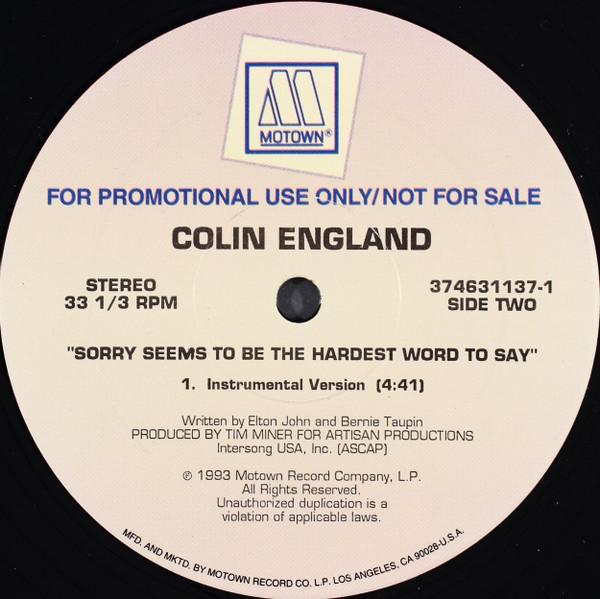 MOTOWN®
FOR PROMOTIONAL USE ONLY/NOT FOR SALE
COLIN ENGLAND
STEREO
33 1/3 RPM
374631137-1
SIDE TWO
"SORRY SEEMS TO BE THE HARDEST WORD TO SAY"
1. Instrumental Version (4:41)
Written by Elton John and Bernie Taupin
PRODUCED BY TIM MINER FOR ARTISAN PRODUCTIONS
Intersong USA, Inc. (ASCAP)
℗ 1993 Motown Record Company, L.P.
All Rights Reserved.
Unauthorized duplication is a
violation of applicable laws.
MFD. AND MKTD. BY MOTOWN RECORD CO. L.P. LOS ANGELES, CA 90028-U.S.A.